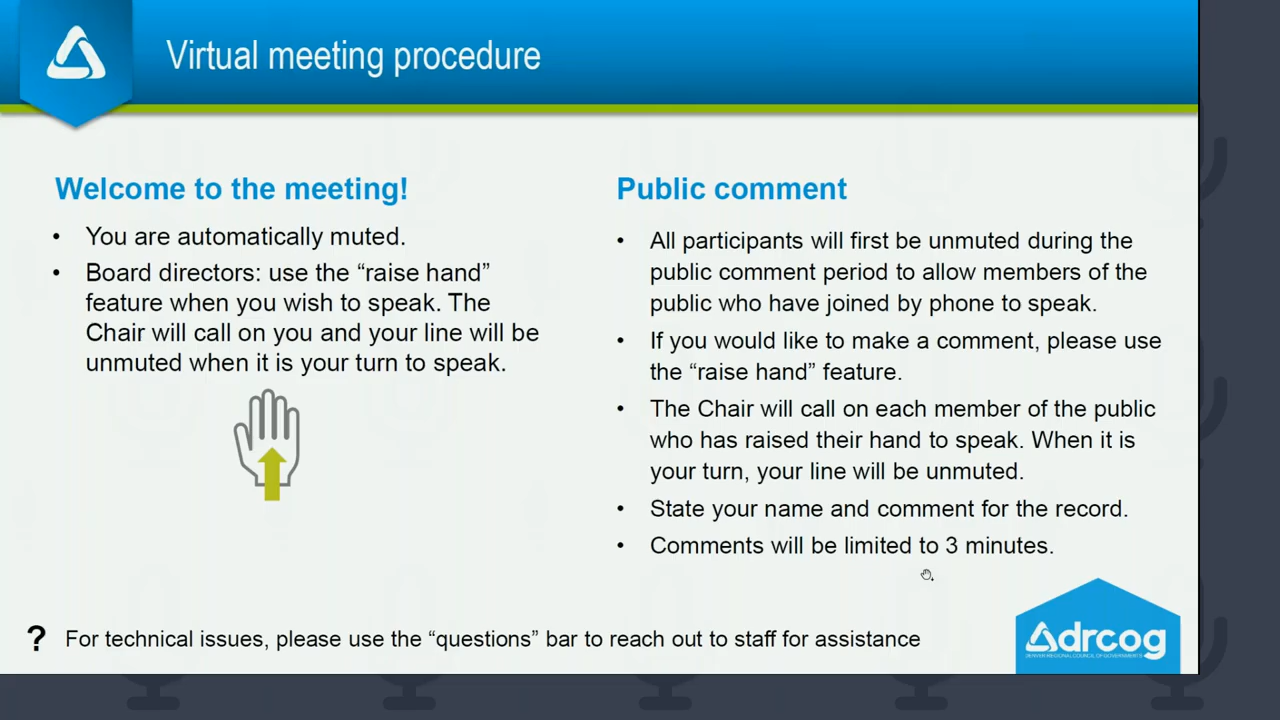 Virtual meeting procedure
Welcome to the meeting!
• You are automatically muted.
• Board directors: use the “raise hand”
feature when you wish to speak. The
Chair will call on you and your line will be
unmuted when it is your turn to speak.
Public comment
• All participants will first be unmuted during the
public comment period to allow members of the
public who have joined by phone to speak.
• If you would like to make a comment, please use
the “raise hand” feature.
• The Chair will call on each member of the public
who has raised their hand to speak. When it is
your turn, your line will be unmuted.
• State your name and comment for the record.
• Comments will be limited to 3 minutes.
? For technical issues, please use the “questions” bar to reach out to staff for assistance
drcog
DENVER REGIONAL COUNCIL OF GOVERNMENTS